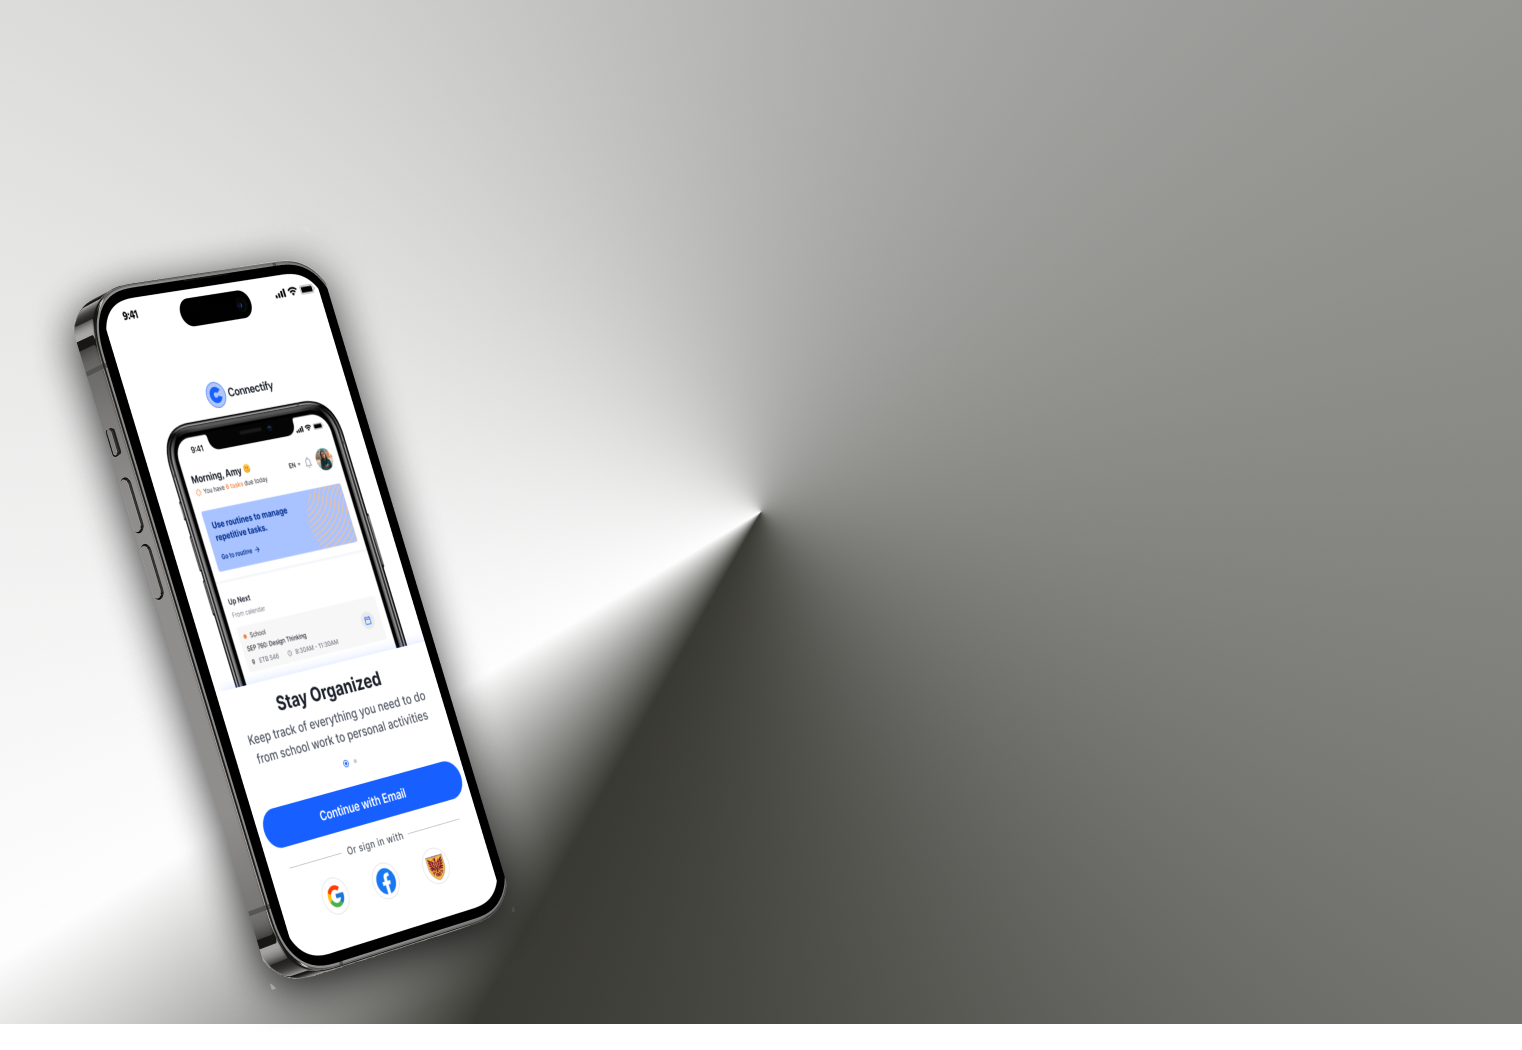 9:41
Connectify
9:41
Morning, Amy
EN
You have 6 tasks due today
Use routines to manage
repetitive tasks.
Go to routine →
Up Next
From calendar
School
SEP 760: Design Thinking
ETB 546 8:30AM - 11:30AM
Stay Organized
Keep track of everything you need to do
from school work to personal activities
Continue with Email
Or sign in with